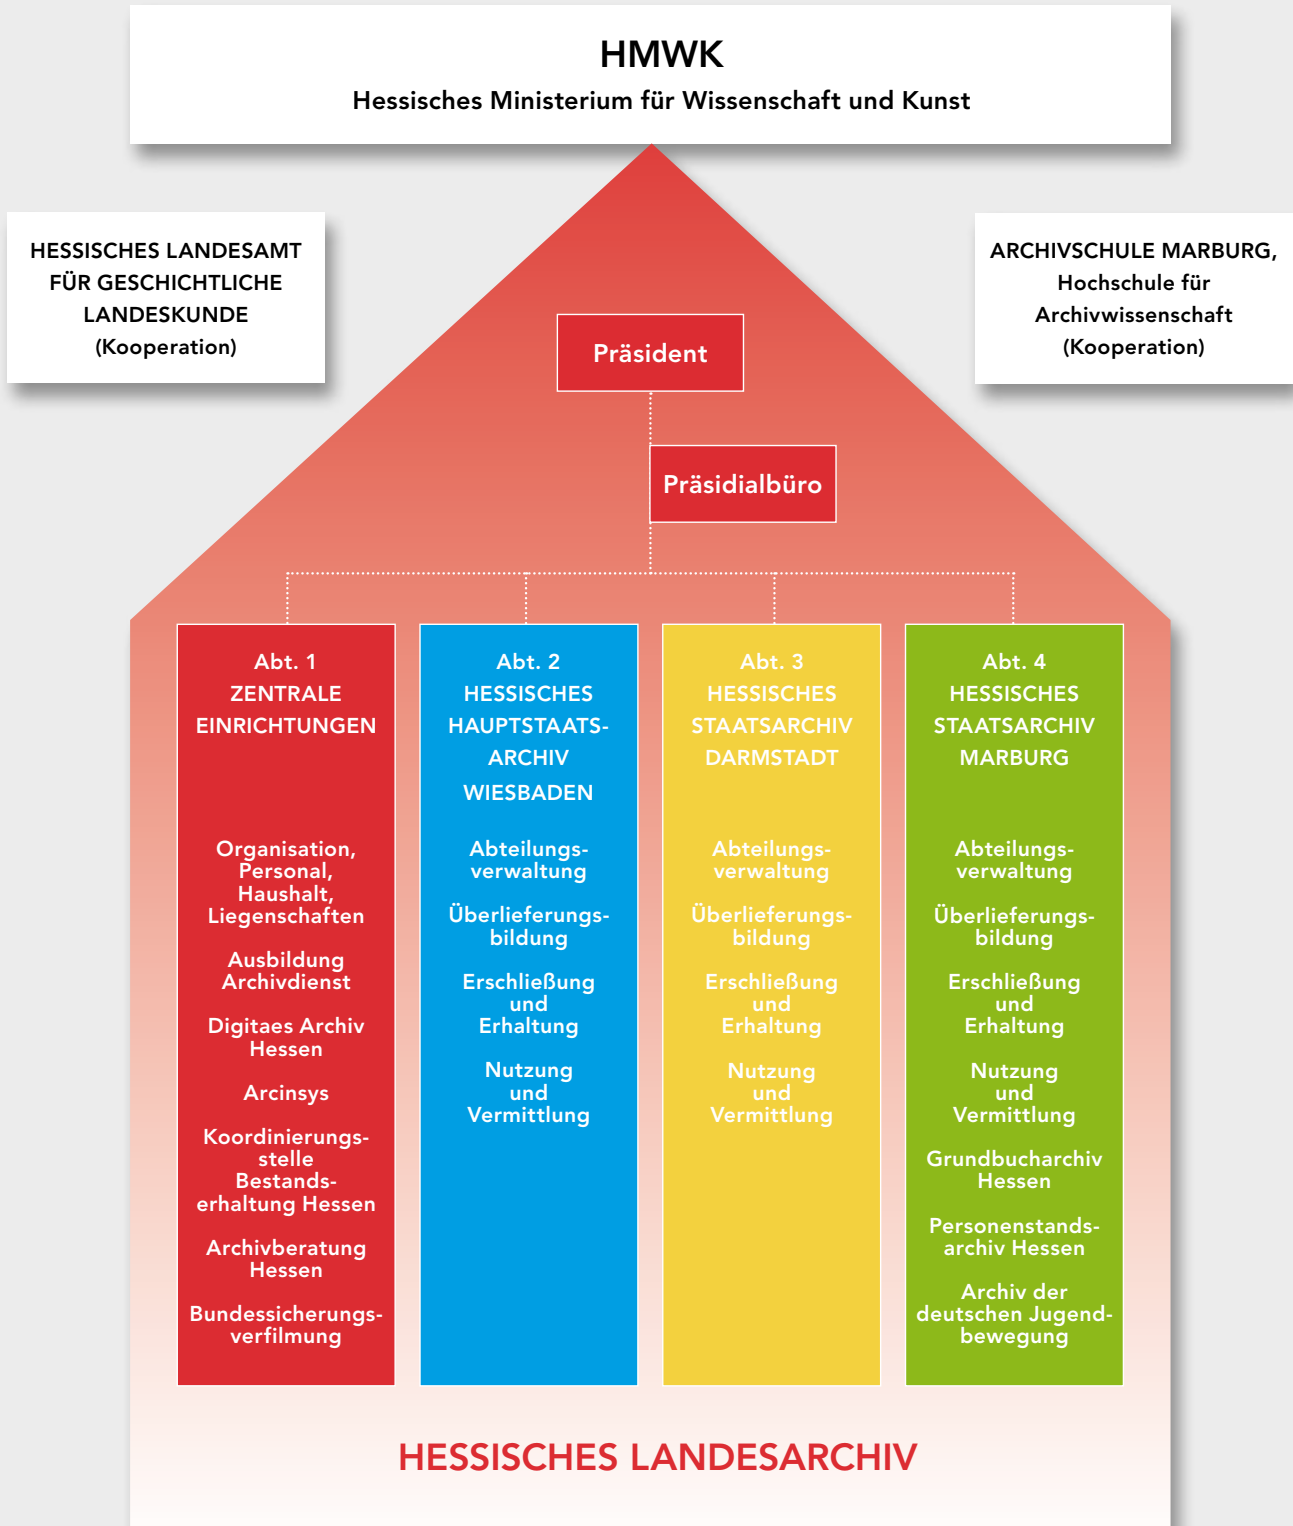 HMWK
Hessisches Ministerium für Wissenschaft und Kunst
HESSISCHES LANDESAMT
FÜR GESCHICHTLICHE
LANDESKUNDE
(Kooperation)
ARCHIVSCHULE MARBURG,
Hochschule für
Archivwissenschaft
(Kooperation)
Präsident
Präsidialbüro
Abt. 1
ZENTRALE
EINRICHTUNGEN
Organisation,
Personal,
Haushalt,
Liegenschaften
Ausbildung
Archivdienst
Digitaes Archiv
Hessen
Arcinsys
Koordinierungs-
stelle
Bestands-
erhaltung Hessen
Archivberatung
Hessen
Bundessicherungs-
verfilmung
Abt. 2
HESSISCHES
HAUPTSTAATS-
ARCHIV
WIESBADEN
Abteilungs-
verwaltung
Überlieferungs-
bildung
Erschließung
und
Erhaltung
Nutzung
und
Vermittlung
Abt. 3
HESSISCHES
STAATSARCHIV
DARMSTADT
Abteilungs-
verwaltung
Überlieferungs-
bildung
Erschließung
und
Erhaltung
Nutzung
und
Vermittlung
Abt. 4
HESSISCHES
STAATSARCHIV
MARBURG
Abteilungs-
verwaltung
Überlieferungs-
bildung
Erschließung
und
Erhaltung
Nutzung
und
Vermittlung
Grundbucharchiv
Hessen
Personenstands-
archiv Hessen
Archiv der
deutschen Jugend-
bewegung
HESSISCHES LANDESARCHIV